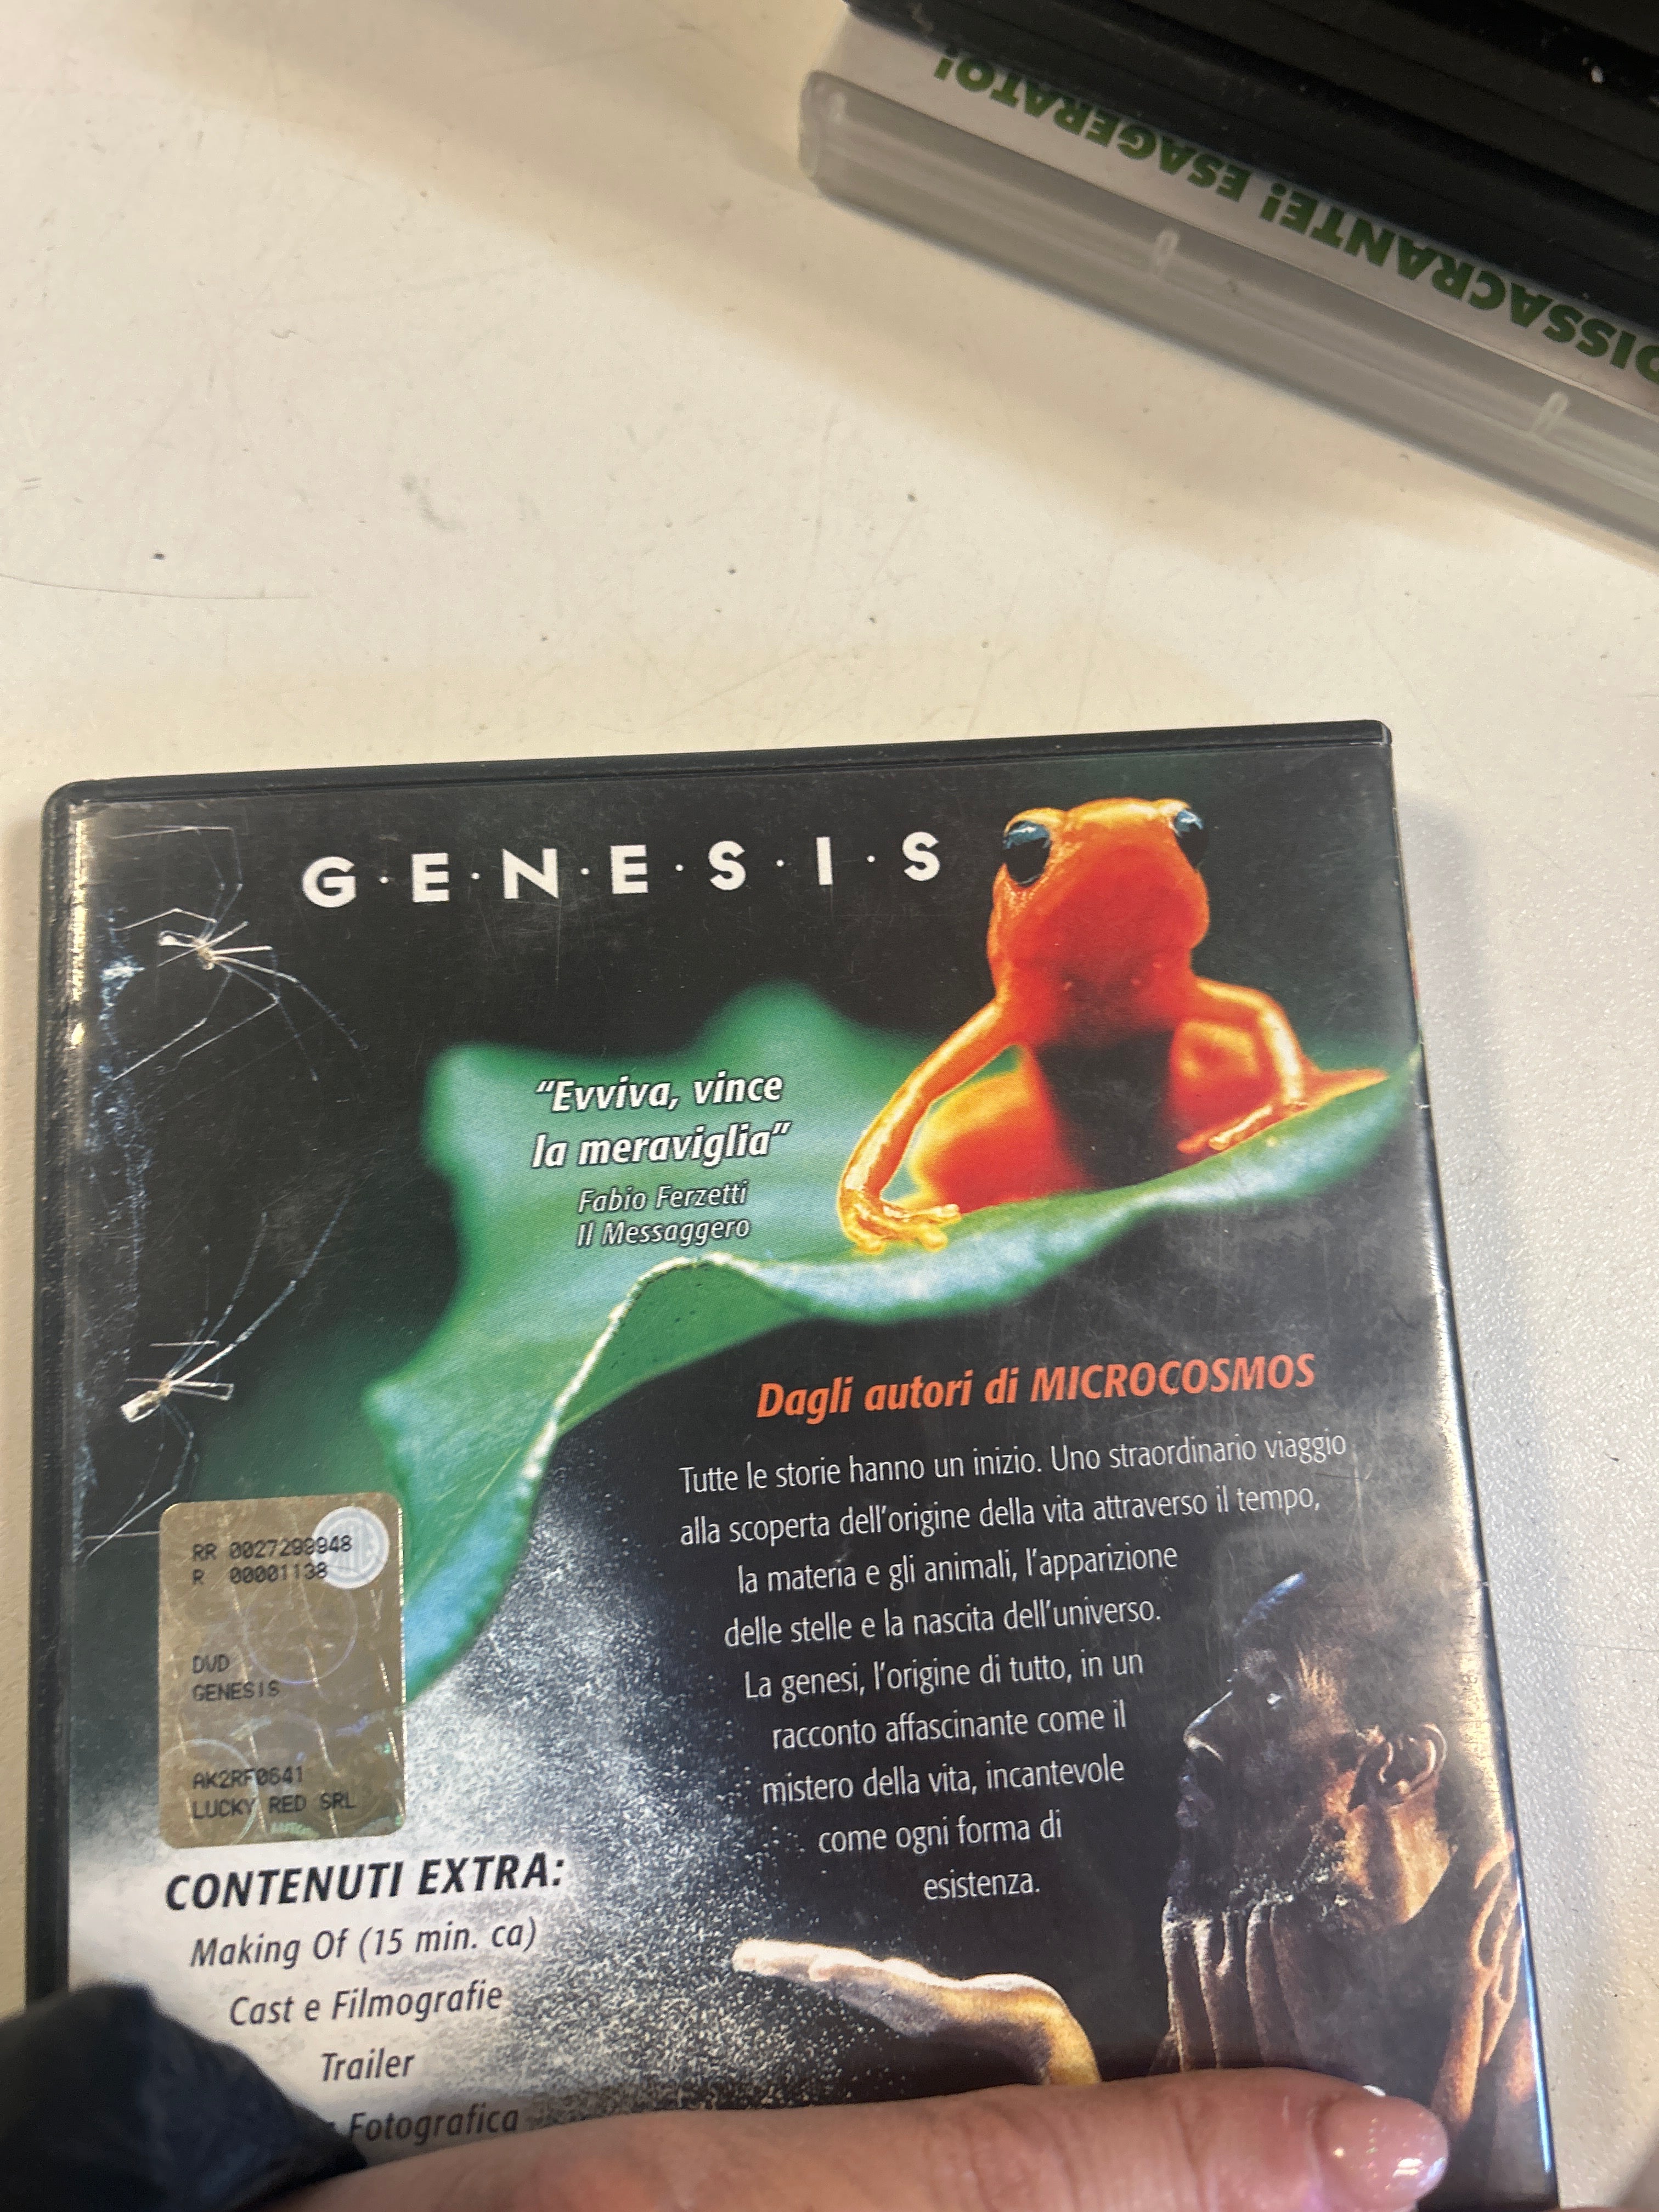 DISSACRANTE! ESAGERATO!
G·E·N·E·S·I·S
“Evviva, vince
la meraviglia”
Fabio Ferzetti
Il Messaggero
Dagli autori di MICROCOSMOS
Tutte le storie hanno un inizio. Uno straordinario viaggio
alla scoperta dell’origine della vita attraverso il tempo,
la materia e gli animali, l’apparizione
delle stelle e la nascita dell’universo.
La genesi, l’origine di tutto, in un
racconto affascinante come il
mistero della vita, incantevole
come ogni forma di
esistenza.
RR 0027299948
R 00001138
DVD
GENESIS
AK2RF0641
LUCKY RED SRL
CONTENUTI EXTRA:
Making Of (15 min. ca)
Cast e Filmografie
Trailer
Fotografica